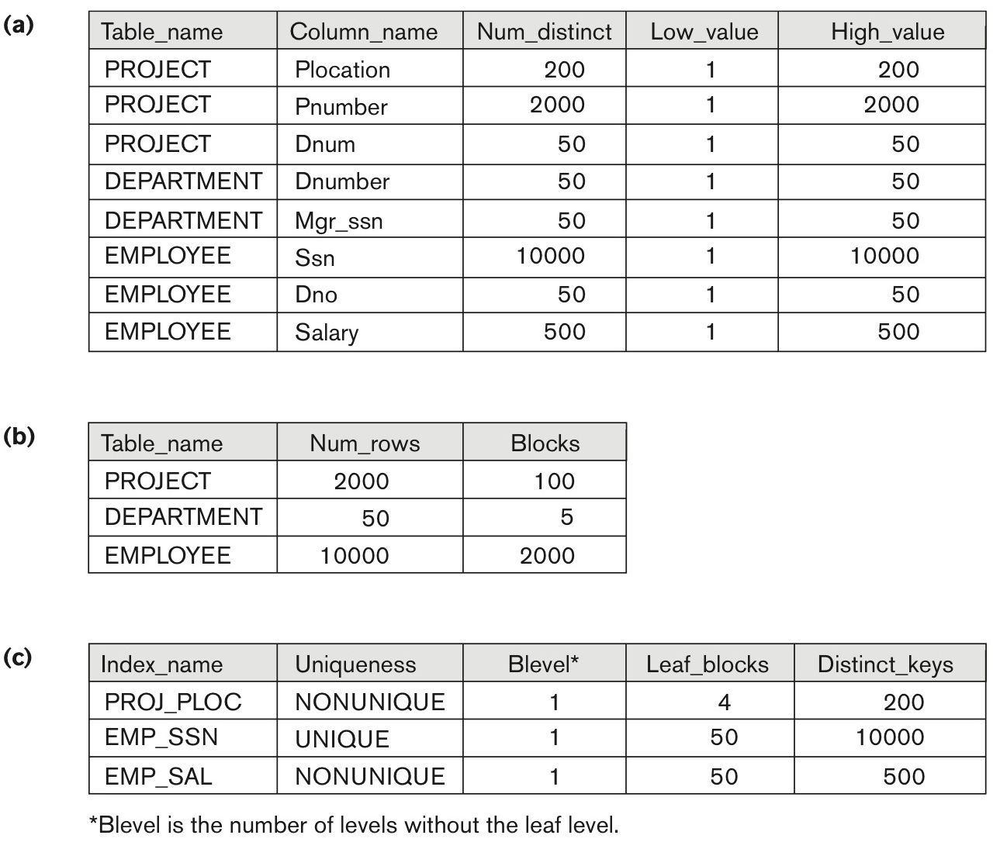 (a)
Table_name Column_name Num_distinct Low_value High_value
PROJECT Plocation 200 1 200
PROJECT Pnumber 2000 1 2000
PROJECT Dnum 50 1 50
DEPARTMENT Dnumber 50 1 50
DEPARTMENT Mgr_ssn 50 1 50
EMPLOYEE Ssn 10000 1 10000
EMPLOYEE Dno 50 1 50
EMPLOYEE Salary 500 1 500
(b)
Table_name Num_rows Blocks
PROJECT 2000 100
DEPARTMENT 50 5
EMPLOYEE 10000 2000
(c)
Index_name Uniqueness Blevel* Leaf_blocks Distinct_keys
PROJ_PLOC NONUNIQUE 1 4 200
EMP_SSN UNIQUE 1 50 10000
EMP_SAL NONUNIQUE 1 50 500
*Blevel is the number of levels without the leaf level.